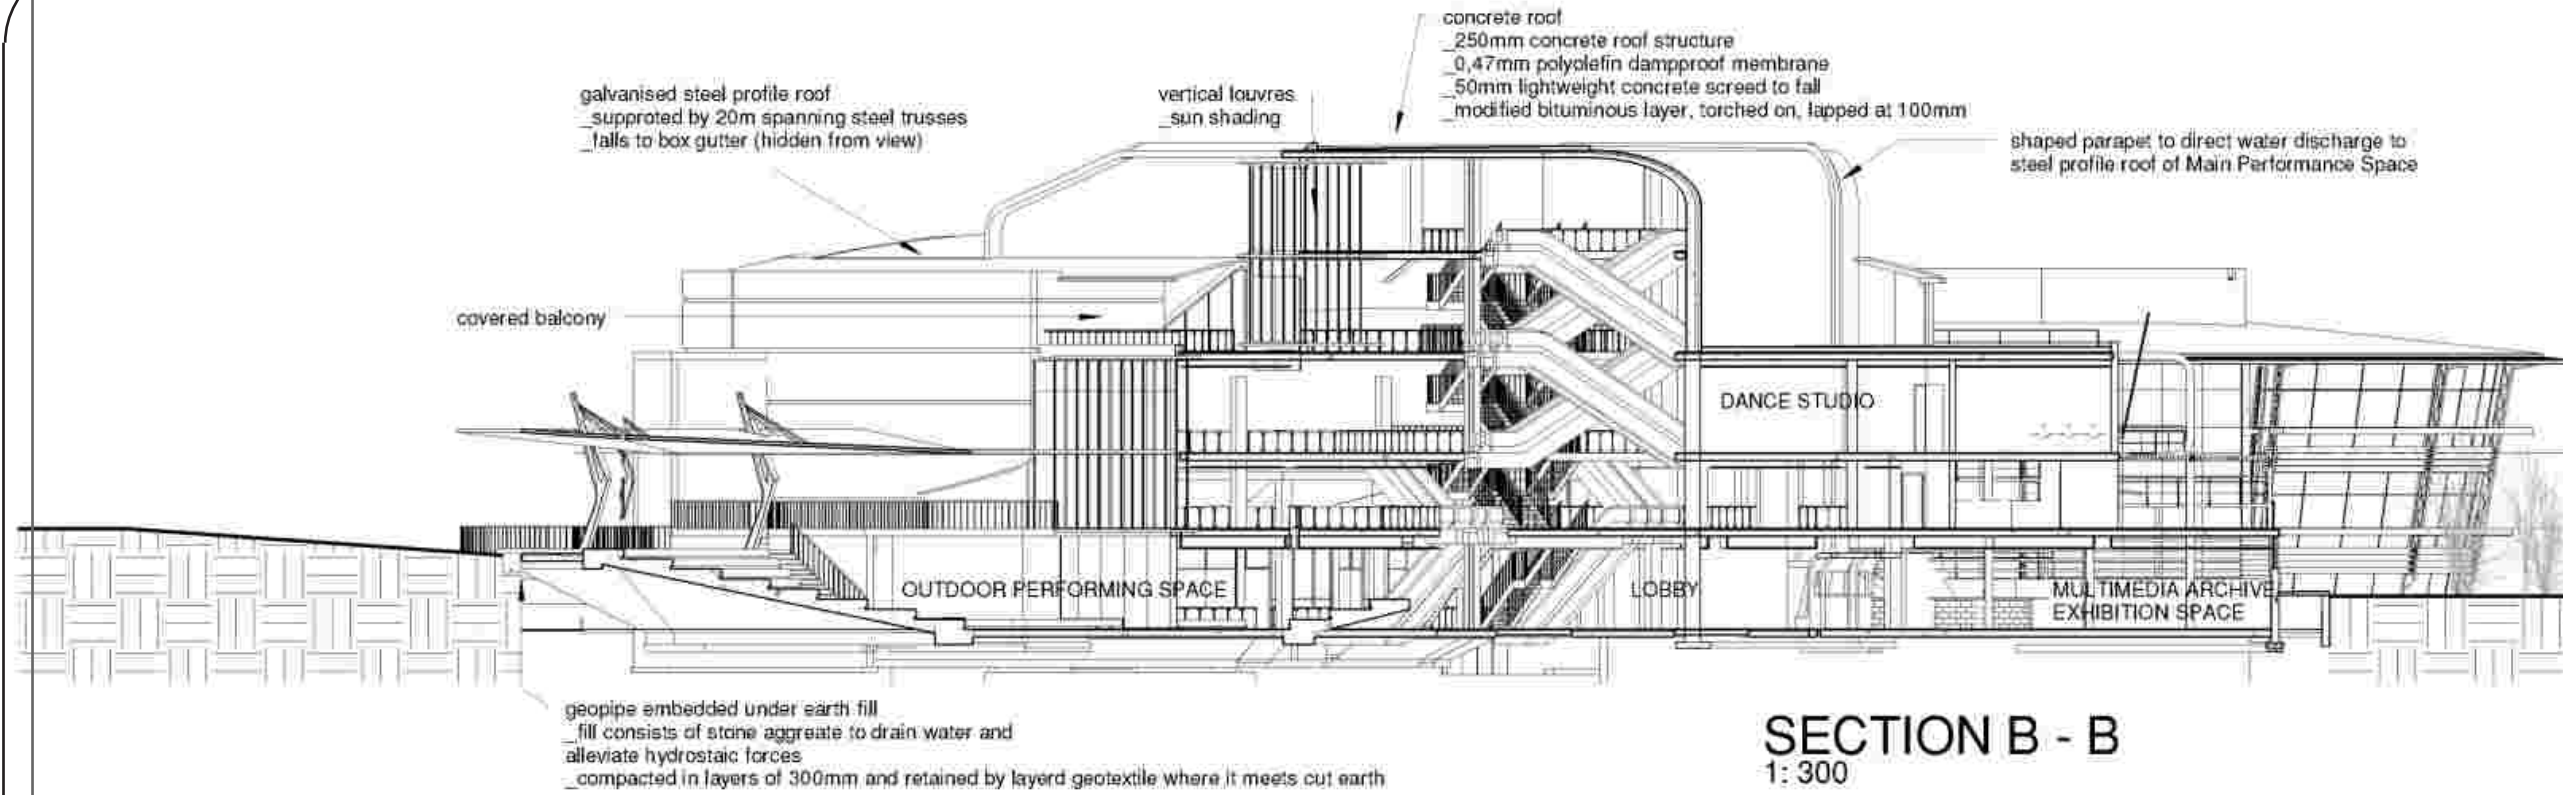 concrete roof
_250mm concrete roof structure
_0,47mm polyolefin dampproof membrane
_50mm lightweight concrete screed to fall
_modified bituminous layer, torched on, lapped at 100mm
galvanised steel profile roof
_supproted by 20m spanning steel trusses
_falls to box gutter (hidden from view)
vertical louvres
_sun shading
shaped parapet to direct water discharge to
steel profile roof of Main Performance Space
covered balcony
DANCE STUDIO
OUTDOOR PERFORMING SPACE
LOBBY
MULTIMEDIA ARCHIVE
EXHIBITION SPACE
geopipe embedded under earth fill
_fill consists of stone aggreate to drain water and
alleviate hydrostaic forces
_compacted in layers of 300mm and retained by layerd geotextile where it meets cut earth
SECTION B - B
1: 300